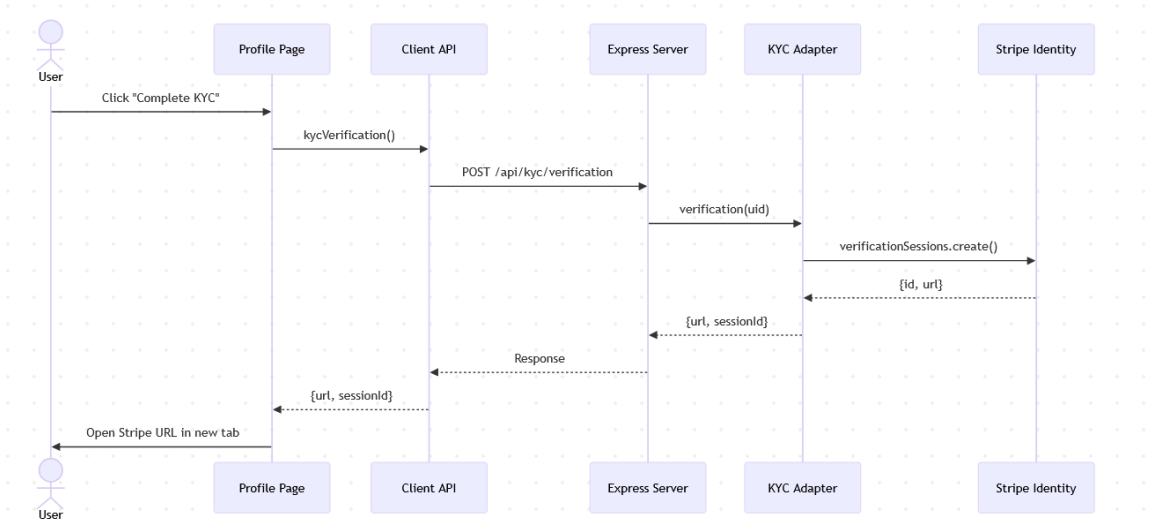 User
Profile Page
Client API
Express Server
KYC Adapter
Stripe Identity
Click "Complete KYC"
kycVerification()
POST /api/kyc/verification
verification(uid)
verificationSessions.create()
{id, url}
{url, sessionId}
Response
{url, sessionId}
Open Stripe URL in new tab
User
Profile Page
Client API
Express Server
KYC Adapter
Stripe Identity